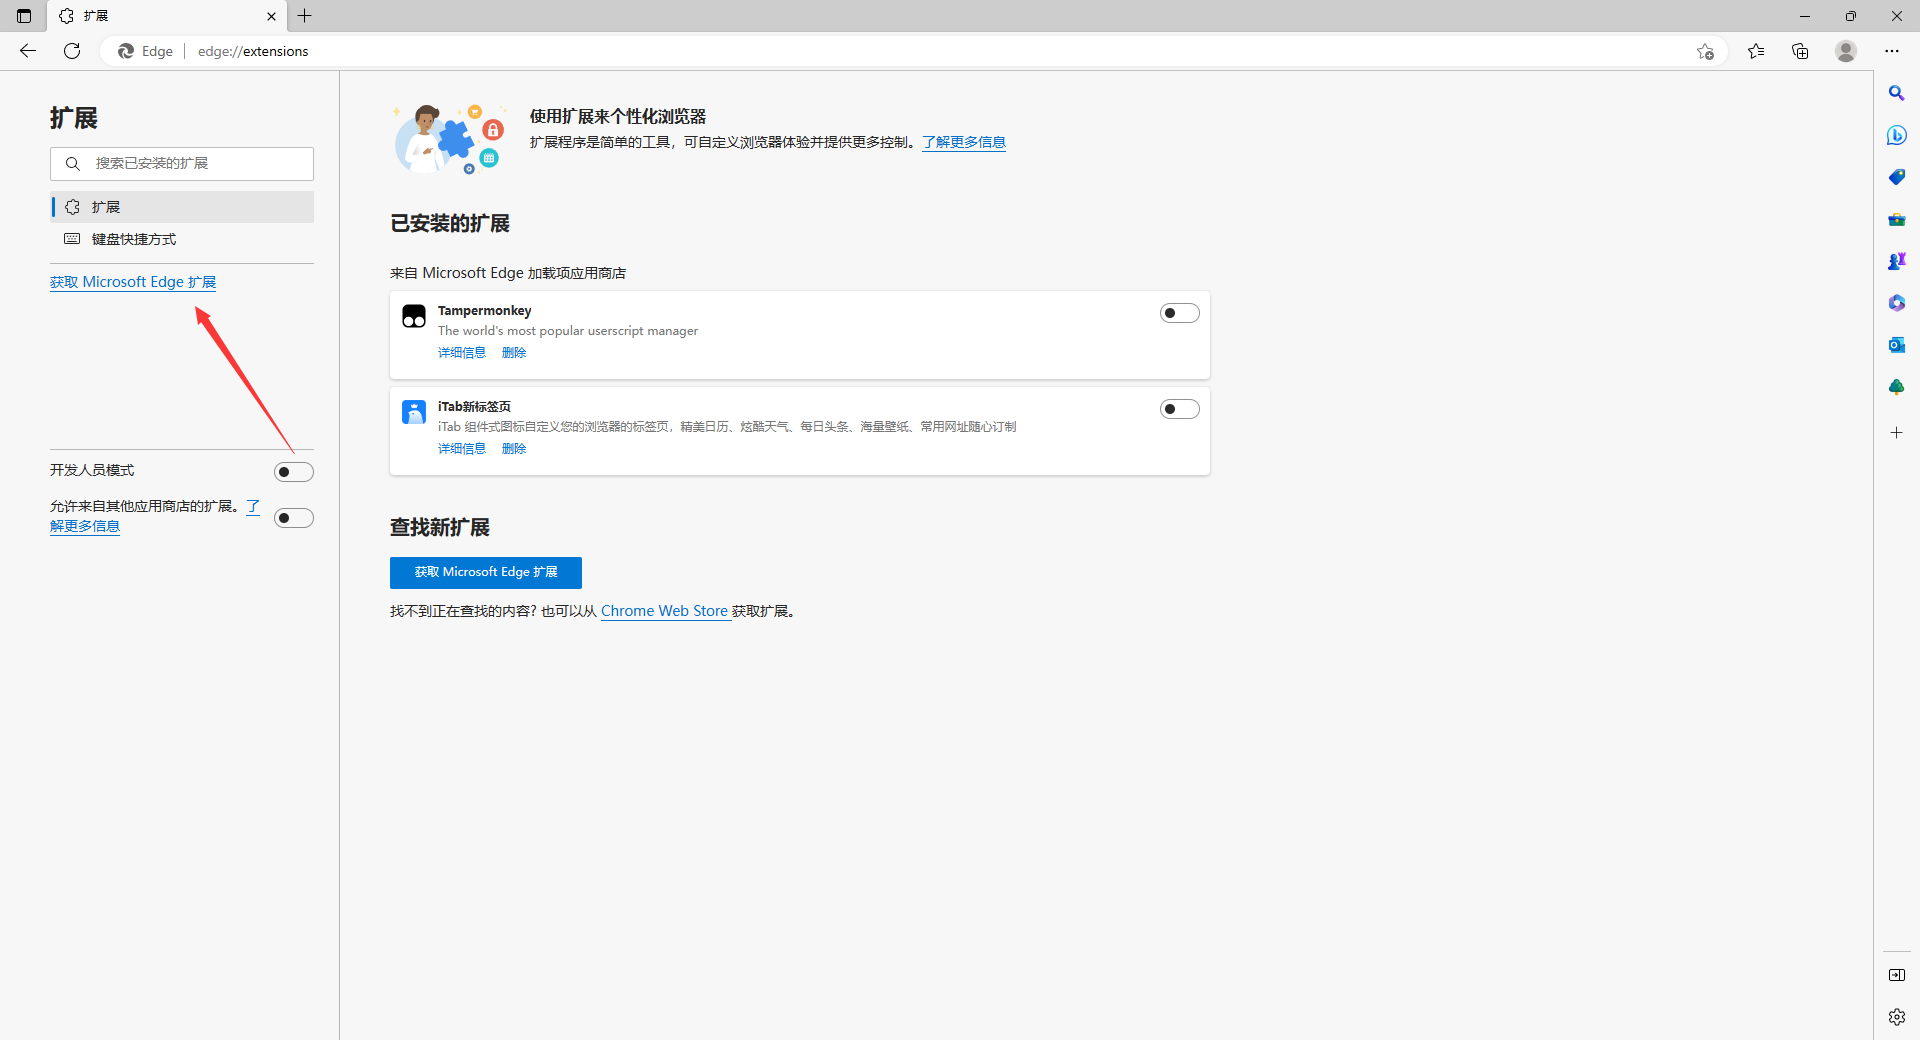 扩展
Edge
edge://extensions
扩展
搜索已安装的扩展
扩展
键盘快捷方式
获取 Microsoft Edge 扩展
开发人员模式
允许来自其他应用商店的扩展。了
解更多信息
使用扩展来个性化浏览器
扩展程序是简单的工具，可自定义浏览器体验并提供更多控制。了解更多信息
已安装的扩展
来自 Microsoft Edge 加载项应用商店
Tampermonkey
The world's most popular userscript manager
详细信息 删除
iTab新标签页
iTab 组件式图标自定义您的浏览器的标签页，精美日历、炫酷天气、每日头条、海量壁纸、常用网址随心订制
详细信息 删除
查找新扩展
获取 Microsoft Edge 扩展
找不到正在查找的内容? 也可以从 Chrome Web Store 获取扩展。